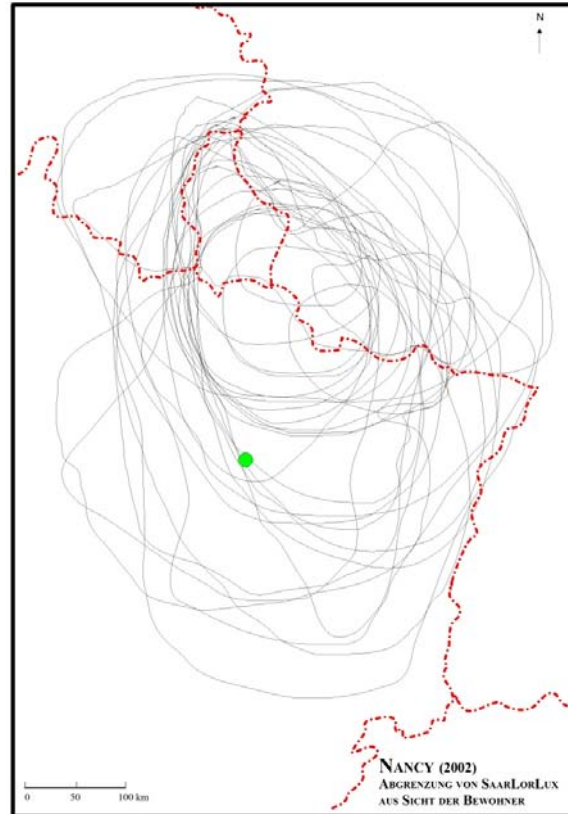 N
NANCY (2002)
ABGRENZUNG VON SAARLORLUX
AUS SICHT DER BEWOHNER
0 50 100 km